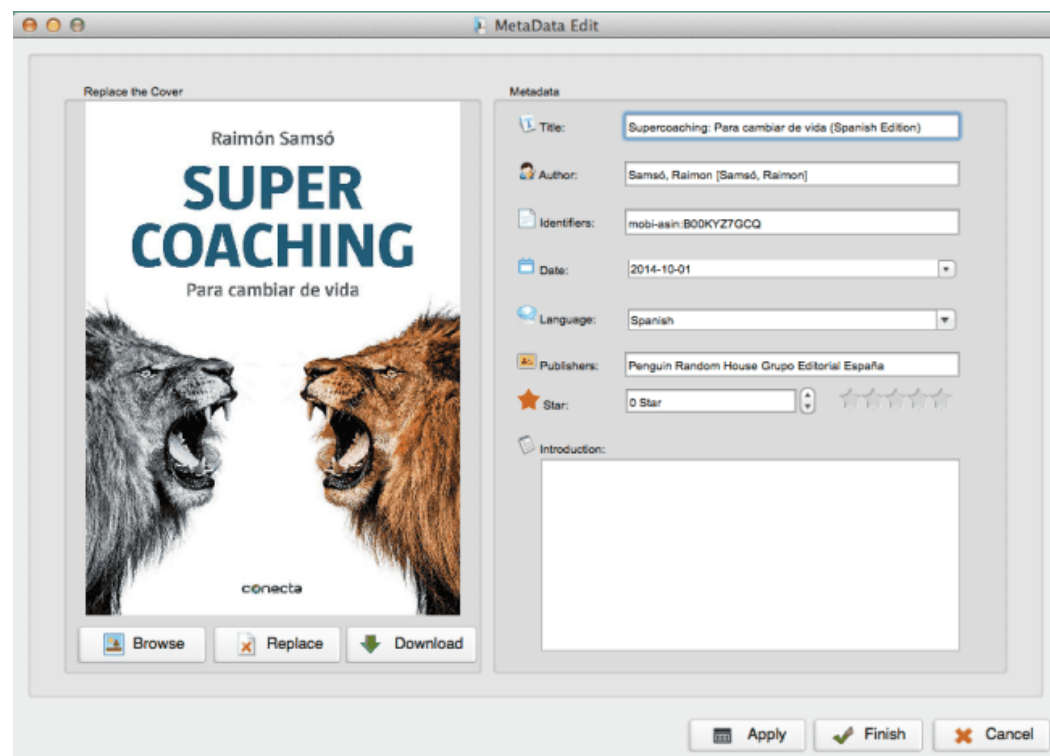 MetaData Edit
Replace the Cover
Raimón Samsó
SUPER
COACHING
Para cambiar de vida
conecta
Browse
Replace
Download
Metadata
Title:
Supercoaching: Para cambiar de vida (Spanish Edition)
Author:
Samsó, Raimon [Samsó, Raimon]
Identifiers:
mobi-asin:B00KYZ7GCQ
Date:
2014-10-01
Language:
Spanish
Publishers:
Penguin Random House Grupo Editorial España
Star:
0 Star
Introduction:
Apply
Finish
Cancel